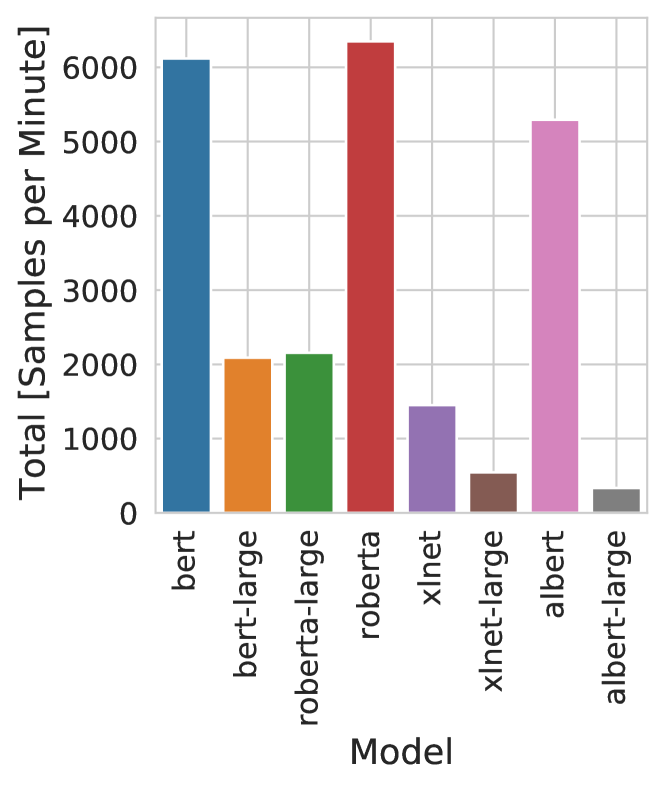 Total [Samples per Minute]
6000
5000
4000
3000
2000
1000
0
bert
bert-large
roberta-large
roberta
xlnet
xlnet-large
albert
albert-large
Model